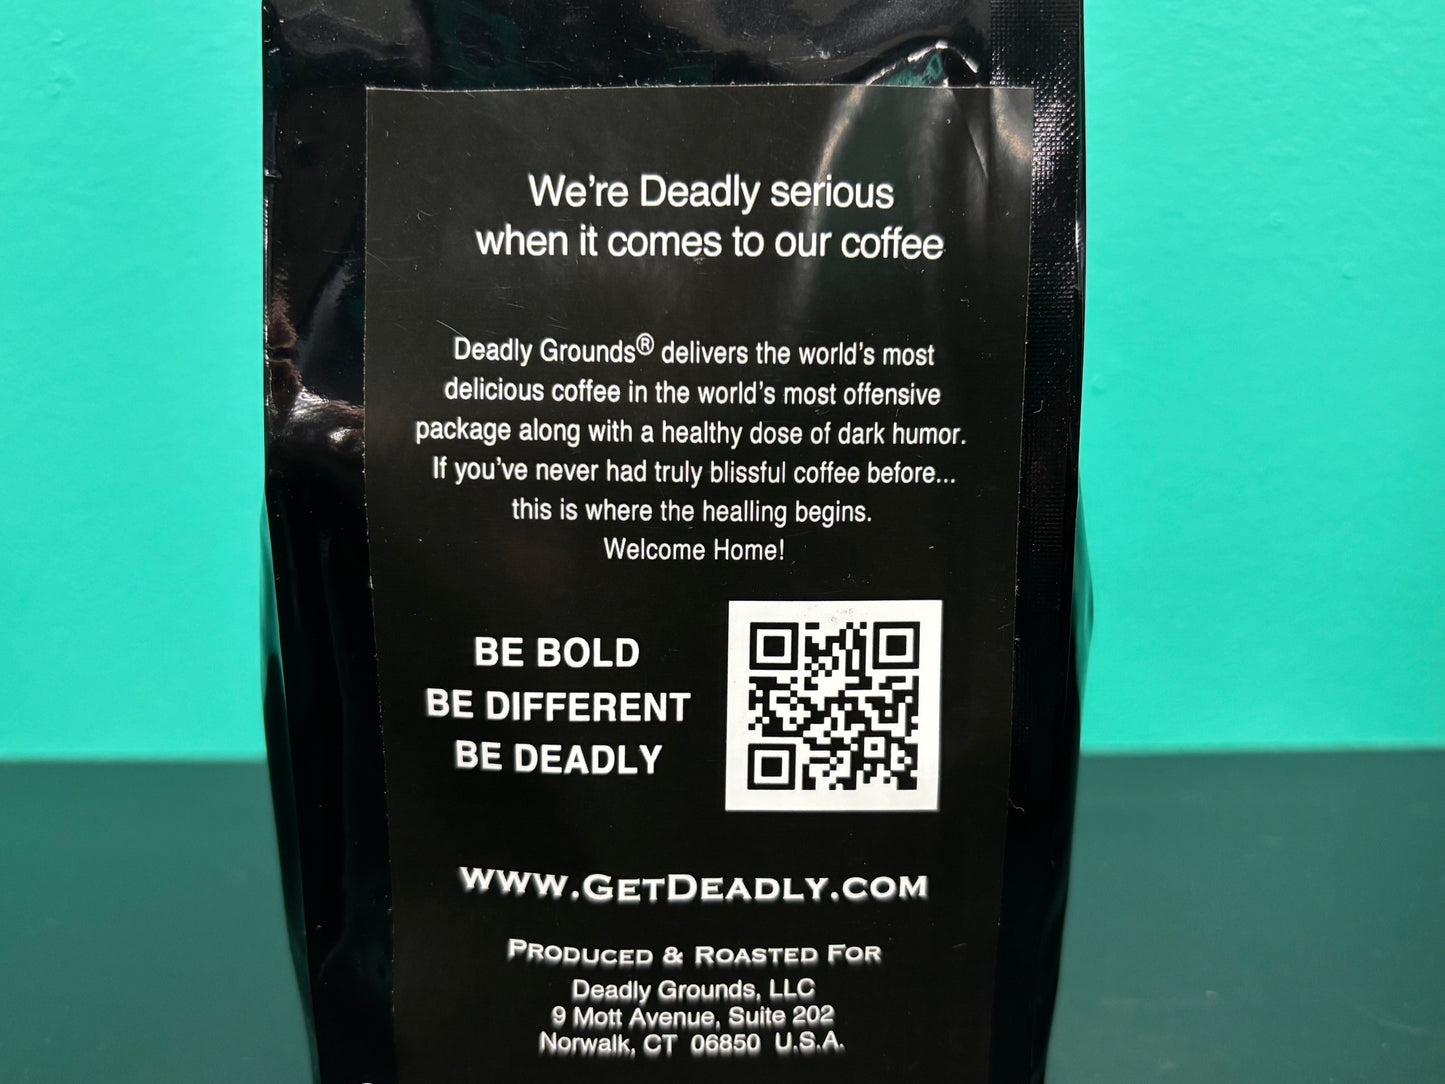 We're Deadly serious
when it comes to our coffee
Deadly Grounds® delivers the world's most
delicious coffee in the world's most offensive
package along with a healthy dose of dark humor.
If you've never had truly blissful coffee before...
this is where the healling begins.
Welcome Home!
BE BOLD
BE DIFFERENT
BE DEADLY
WWW.GETDEADLY.COM
PRODUCED & ROASTED FOR
Deadly Grounds, LLC
9 Mott Avenue, Suite 202
Norwalk, CT 06850 U.S.A.